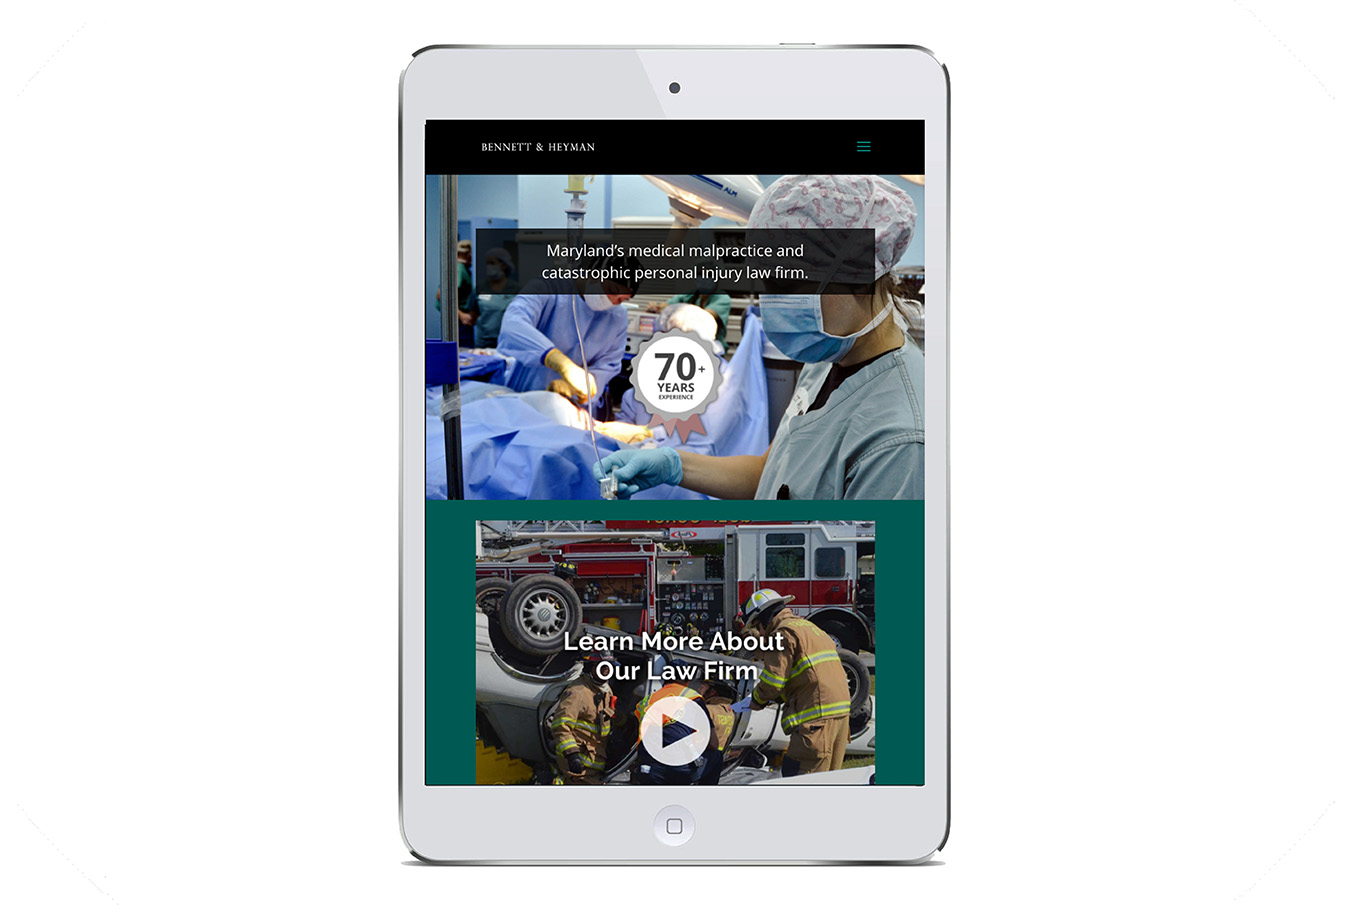 BENNETT & HEYMAN
ALM
Maryland’s medical malpractice and
catastrophic personal injury law firm.
70+
YEARS
EXPERIENCE
Learn More About
Our Law Firm